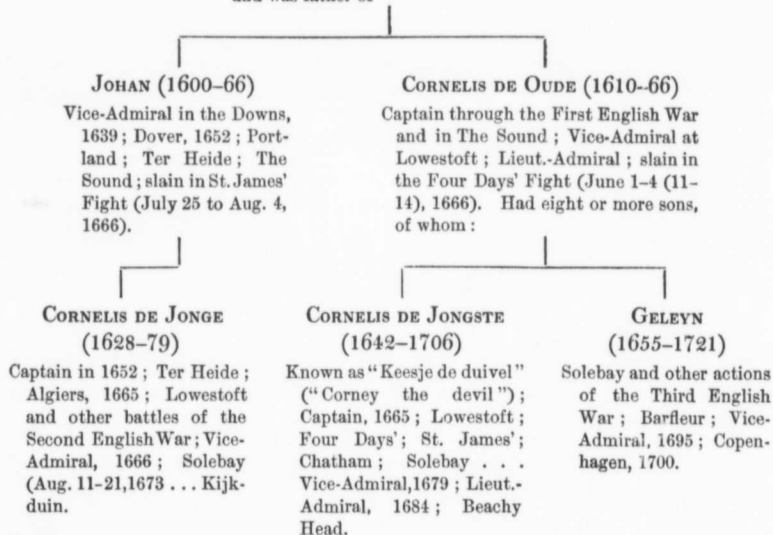 and was father of
JOHAN (1600-66)
Vice-Admiral in the Downs,
1639; Dover, 1652; Port-
land; Ter Heide; The
Sound; slain in St. James'
Fight (July 25 to Aug. 4,
1666).
CORNELIS DE OUDE (1610--66)
Captain through the First English War
and in The Sound; Vice-Admiral at
Lowestoft; Lieut.-Admiral; slain in
the Four Days' Fight (June 1-4 (11-
14), 1666). Had eight or more sons,
of whom:
CORNELIS DE JONGE
(1628-79)
Captain in 1652; Ter Heide;
Algiers, 1665; Lowestoft
and other battles of the
Second English War; Vice-
Admiral, 1666; Solebay
(Aug. 11-21,1673 ... Kijk-
duin.
CORNELIS DE JONGSTE
(1642-1706)
Known as "Keesje de duivel"
("Corney the devil");
Captain, 1665; Lowestoft;
Four Days'; St. James';
Chatham; Solebay . . .
Vice-Admiral,1679; Lieut.-
Admiral, 1684; Beachy
Head.
GELEYN
(1655-1721)
Solebay and other actions
of the Third English
War; Barfleur; Vice-
Admiral, 1695; Copen-
hagen, 1700.